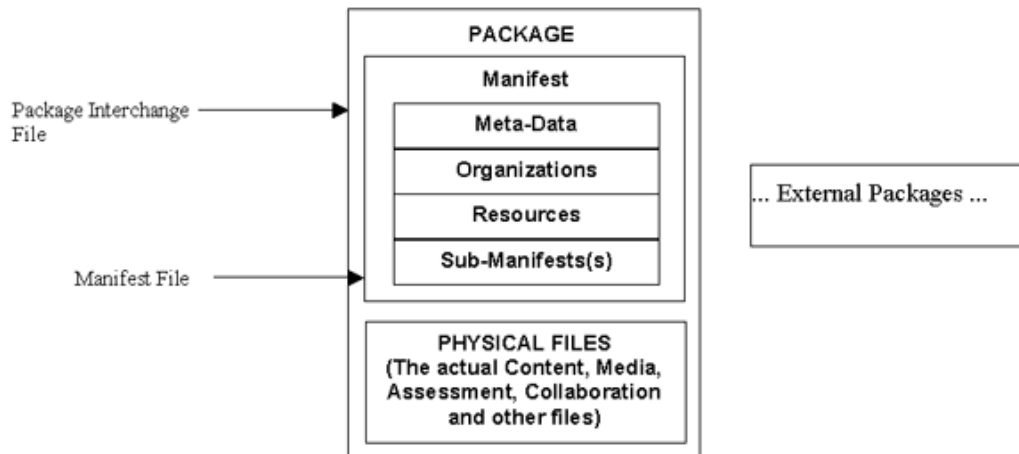 PACKAGE
Manifest
Package Interchange
File
Meta-Data
Organizations
Resources
Sub-Manifests(s)
Manifest File
... External Packages ...
PHYSICAL FILES
(The actual Content, Media,
Assessment, Collaboration
and other files)